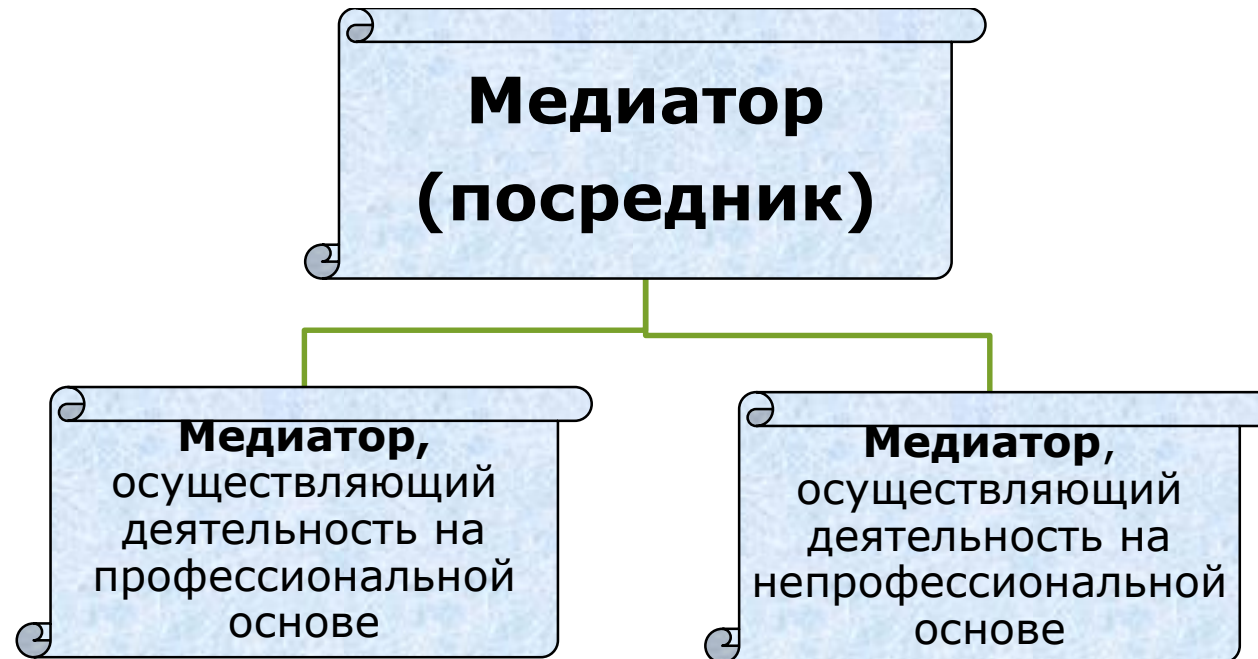 Медиатор
(посредник)
Медиатор,
осуществляющий
деятельность на
профессиональной
основе
Медиатор,
осуществляющий
деятельность на
непрофессиональной
основе